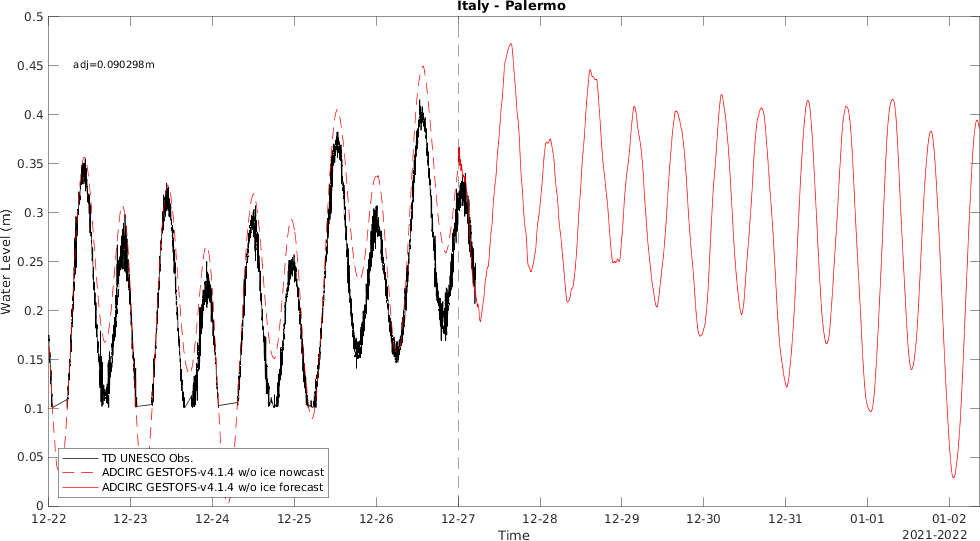 Italy - Palermo
0.5
0.45
adj=0.090298m
0.4
0.35
0.3
0.25
0.2
0.15
0.1
0.05
0
Water Level (m)
TD UNESCO Obs.
ADCIRC GESTOFS-v4.1.4 w/o ice nowcast
ADCIRC GESTOFS-v4.1.4 w/o ice forecast
12-22 12-23 12-24 12-25 12-26 12-27 12-28 12-29 12-30 12-31 01-01 01-02
Time
2021-2022